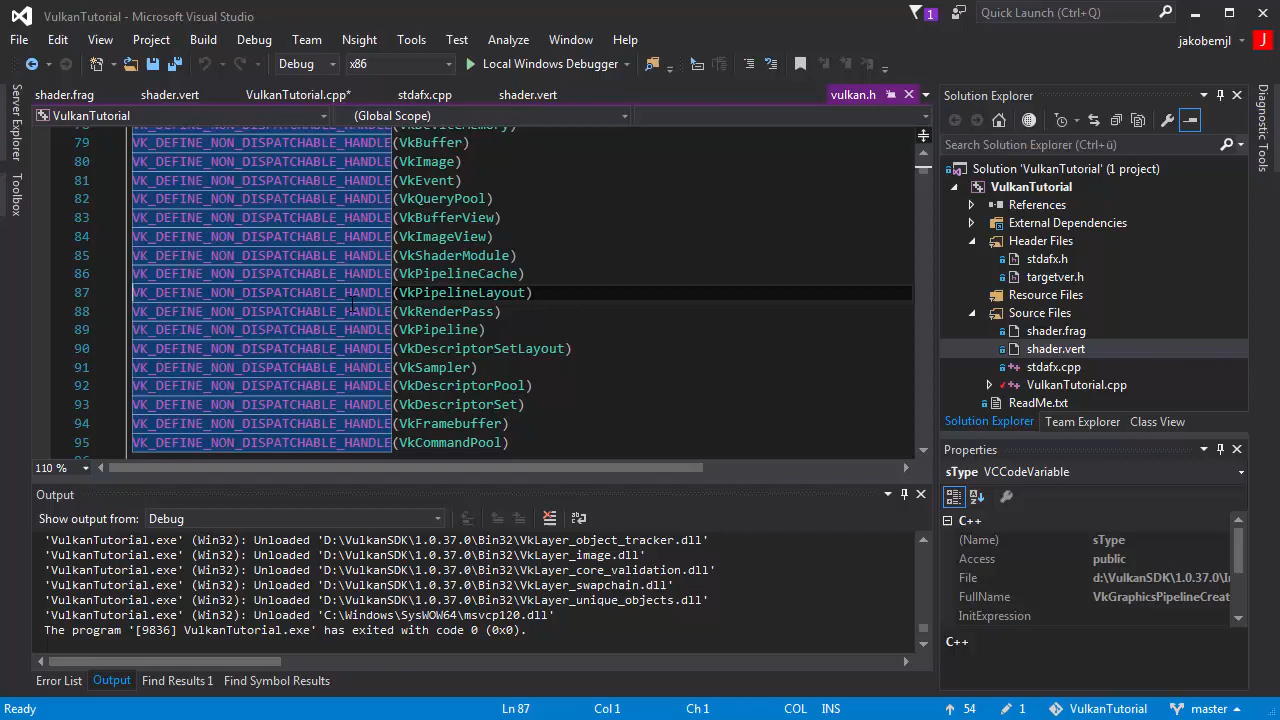 VulkanTutorial - Microsoft Visual Studio
1
Quick Launch (Ctrl+Q)
File Edit View Project Build Debug Team Nsight Tools Test Analyze Window Help
jakobemjl J
Debug x86 Local Windows Debugger
Server Explorer
Toolbox
shader.frag shader.vert VulkanTutorial.cpp* stdafx.cpp shader.vert vulkan.h
VulkanTutorial (Global Scope)
79 VK_DEFINE_NON_DISPATCHABLE_HANDLE(VkBuffer)
80 VK_DEFINE_NON_DISPATCHABLE_HANDLE(VkImage)
81 VK_DEFINE_NON_DISPATCHABLE_HANDLE(VkEvent)
82 VK_DEFINE_NON_DISPATCHABLE_HANDLE(VkQueryPool)
83 VK_DEFINE_NON_DISPATCHABLE_HANDLE(VkBufferView)
84 VK_DEFINE_NON_DISPATCHABLE_HANDLE(VkImageView)
85 VK_DEFINE_NON_DISPATCHABLE_HANDLE(VkShaderModule)
86 VK_DEFINE_NON_DISPATCHABLE_HANDLE(VkPipelineCache)
87 VK_DEFINE_NON_DISPATCHABLE_HANDLE(VkPipelineLayout)
88 VK_DEFINE_NON_DISPATCHABLE_HANDLE(VkRenderPass)
89 VK_DEFINE_NON_DISPATCHABLE_HANDLE(VkPipeline)
90 VK_DEFINE_NON_DISPATCHABLE_HANDLE(VkDescriptorSetLayout)
91 VK_DEFINE_NON_DISPATCHABLE_HANDLE(VkSampler)
92 VK_DEFINE_NON_DISPATCHABLE_HANDLE(VkDescriptorPool)
93 VK_DEFINE_NON_DISPATCHABLE_HANDLE(VkDescriptorSet)
94 VK_DEFINE_NON_DISPATCHABLE_HANDLE(VkFramebuffer)
95 VK_DEFINE_NON_DISPATCHABLE_HANDLE(VkCommandPool)
110 %
Output
Show output from: Debug
'VulkanTutorial.exe' (Win32): Unloaded 'D:\VulkanSDK\1.0.37.0\Bin32\VkLayer_object_tracker.dll'
'VulkanTutorial.exe' (Win32): Unloaded 'D:\VulkanSDK\1.0.37.0\Bin32\VkLayer_image.dll'
'VulkanTutorial.exe' (Win32): Unloaded 'D:\VulkanSDK\1.0.37.0\Bin32\VkLayer_core_validation.dll'
'VulkanTutorial.exe' (Win32): Unloaded 'D:\VulkanSDK\1.0.37.0\Bin32\VkLayer_swapchain.dll'
'VulkanTutorial.exe' (Win32): Unloaded 'D:\VulkanSDK\1.0.37.0\Bin32\VkLayer_unique_objects.dll'
'VulkanTutorial.exe' (Win32): Unloaded 'C:\Windows\SysWOW64\msvcp120.dll'
The program '[9836] VulkanTutorial.exe' has exited with code 0 (0x0).
Error List Output Find Results 1 Find Symbol Results
Solution Explorer
Search Solution Explorer (Ctrl+ü)
Solution 'VulkanTutorial' (1 project)
VulkanTutorial
References
External Dependencies
Header Files
stdafx.h
targetver.h
Resource Files
Source Files
shader.frag
shader.vert
stdafx.cpp
VulkanTutorial.cpp
ReadMe.txt
Solution Explorer Team Explorer Class View
Properties
sType VCCodeVariable
C++
(Name) sType
Access public
File d:\VulkanSDK\1.0.37.0\In
FullName VkGraphicsPipelineCreat
InitExpression
C++
Diagnostic Tools
Ready Ln 87 Col 1 Ch 1 COL INS 54 1 VulkanTutorial master